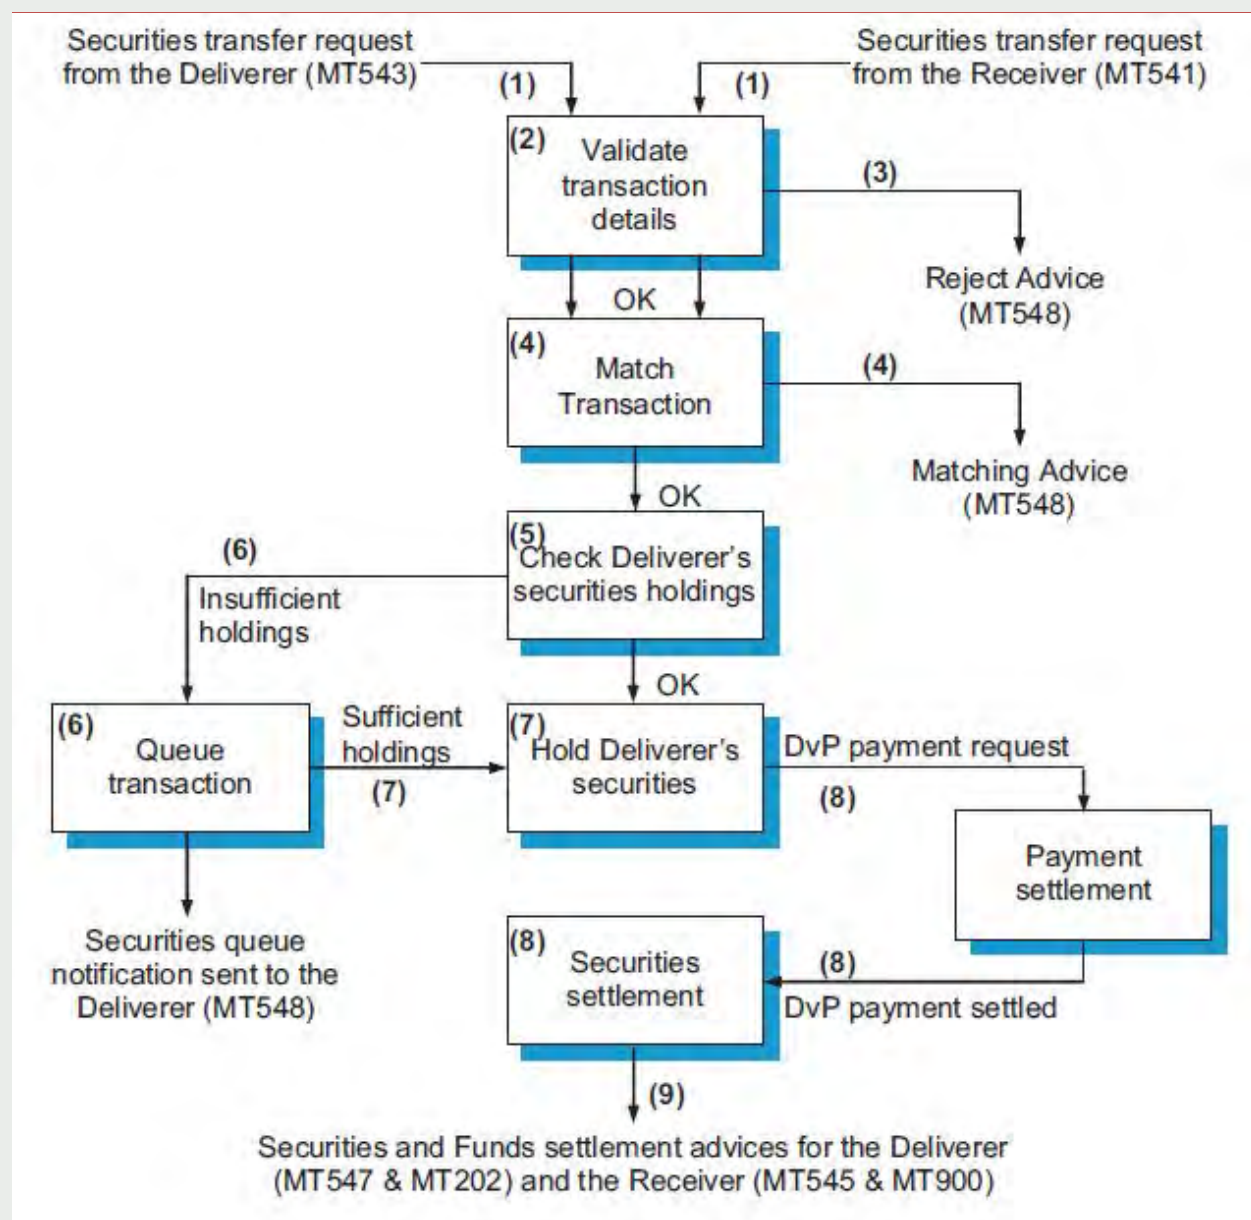 Securities transfer request
from the Deliverer (MT543)
(1)
Securities transfer request
from the Receiver (MT541)
(1)
(2)
Validate
transaction
details
(3)
Reject Advice
(MT548)
OK
(4)
Match
Transaction
(4)
Matching Advice
(MT548)
OK
(5)
Check Deliverer's
securities holdings
(6)
Insufficient
holdings
OK
(6)
Queue
transaction
Sufficient
holdings
(7)
(7)
Hold Deliverer's
securities
DvP payment request
(8)
Payment
settlement
Securities queue
notification sent to the
Deliverer (MT548)
(8)
Securities
settlement
(8)
DvP payment settled
(9)
Securities and Funds settlement advices for the Deliverer
(MT547 & MT202) and the Receiver (MT545 & MT900)